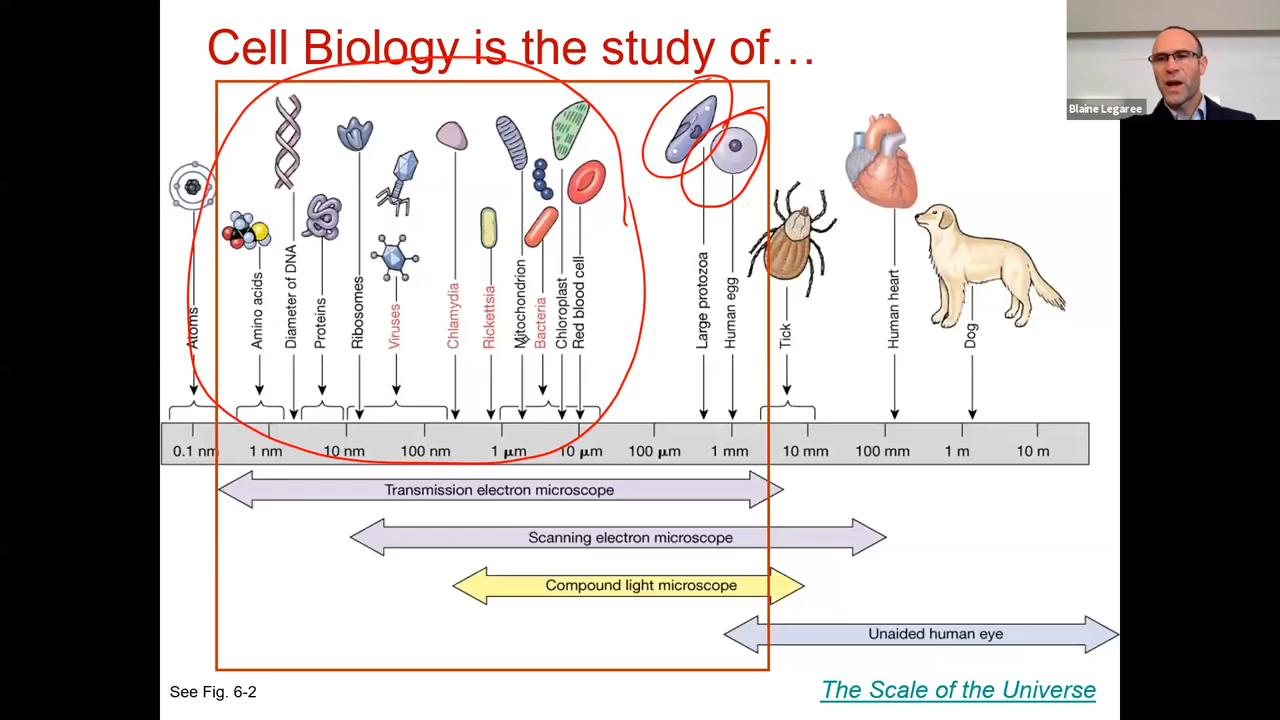 Cell Biology is the study of…
Blaine Legaree
Atoms
Amino acids
Diameter of DNA
Proteins
Ribosomes
Viruses
Chlamydia
Rickettsia
Mitochondrion
Bacteria
Chloroplast
Red blood cell
Large protozoa
Human egg
Tick
Human heart
Dog
0.1 nm 1 nm 10 nm 100 nm 1 μm 10 μm 100 μm 1 mm 10 mm 100 mm 1 m 10 m
Transmission electron microscope
Scanning electron microscope
Compound light microscope
Unaided human eye
See Fig. 6-2
The Scale of the Universe